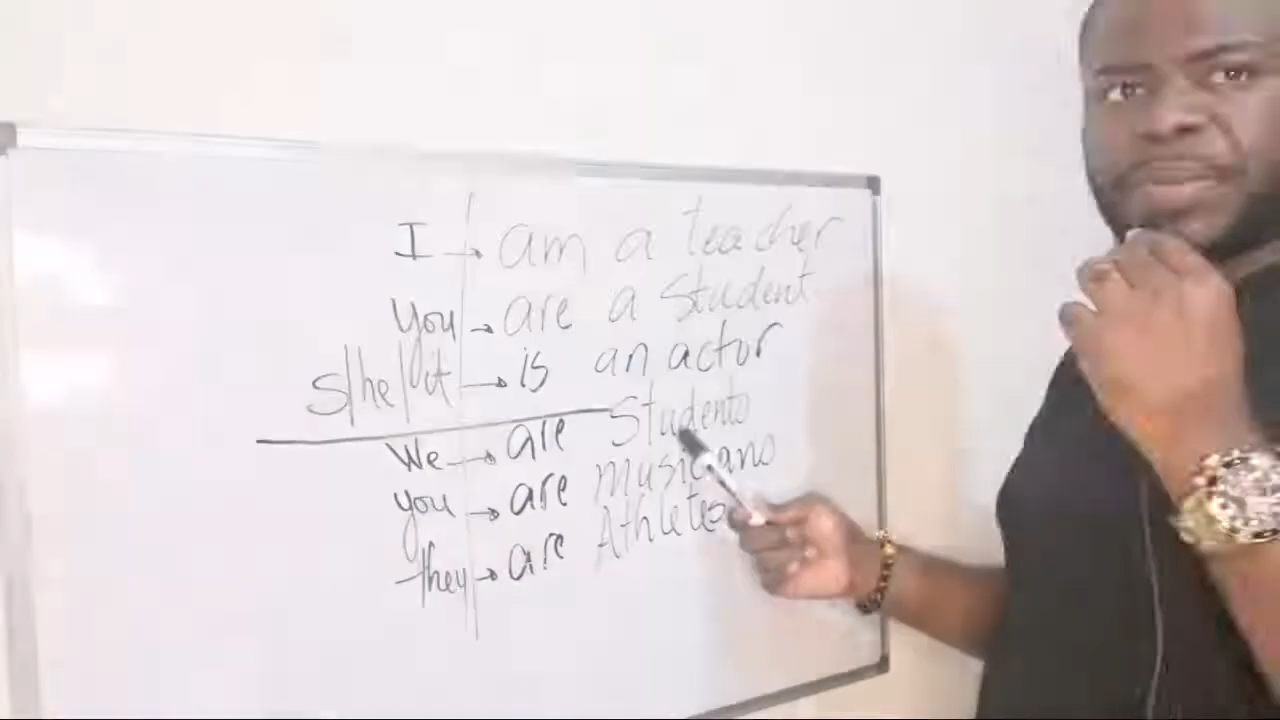 I → am a teacher
you → are a student
s/he/it → is an actor
We → are Students
you → are Musicians
they → are Athletes